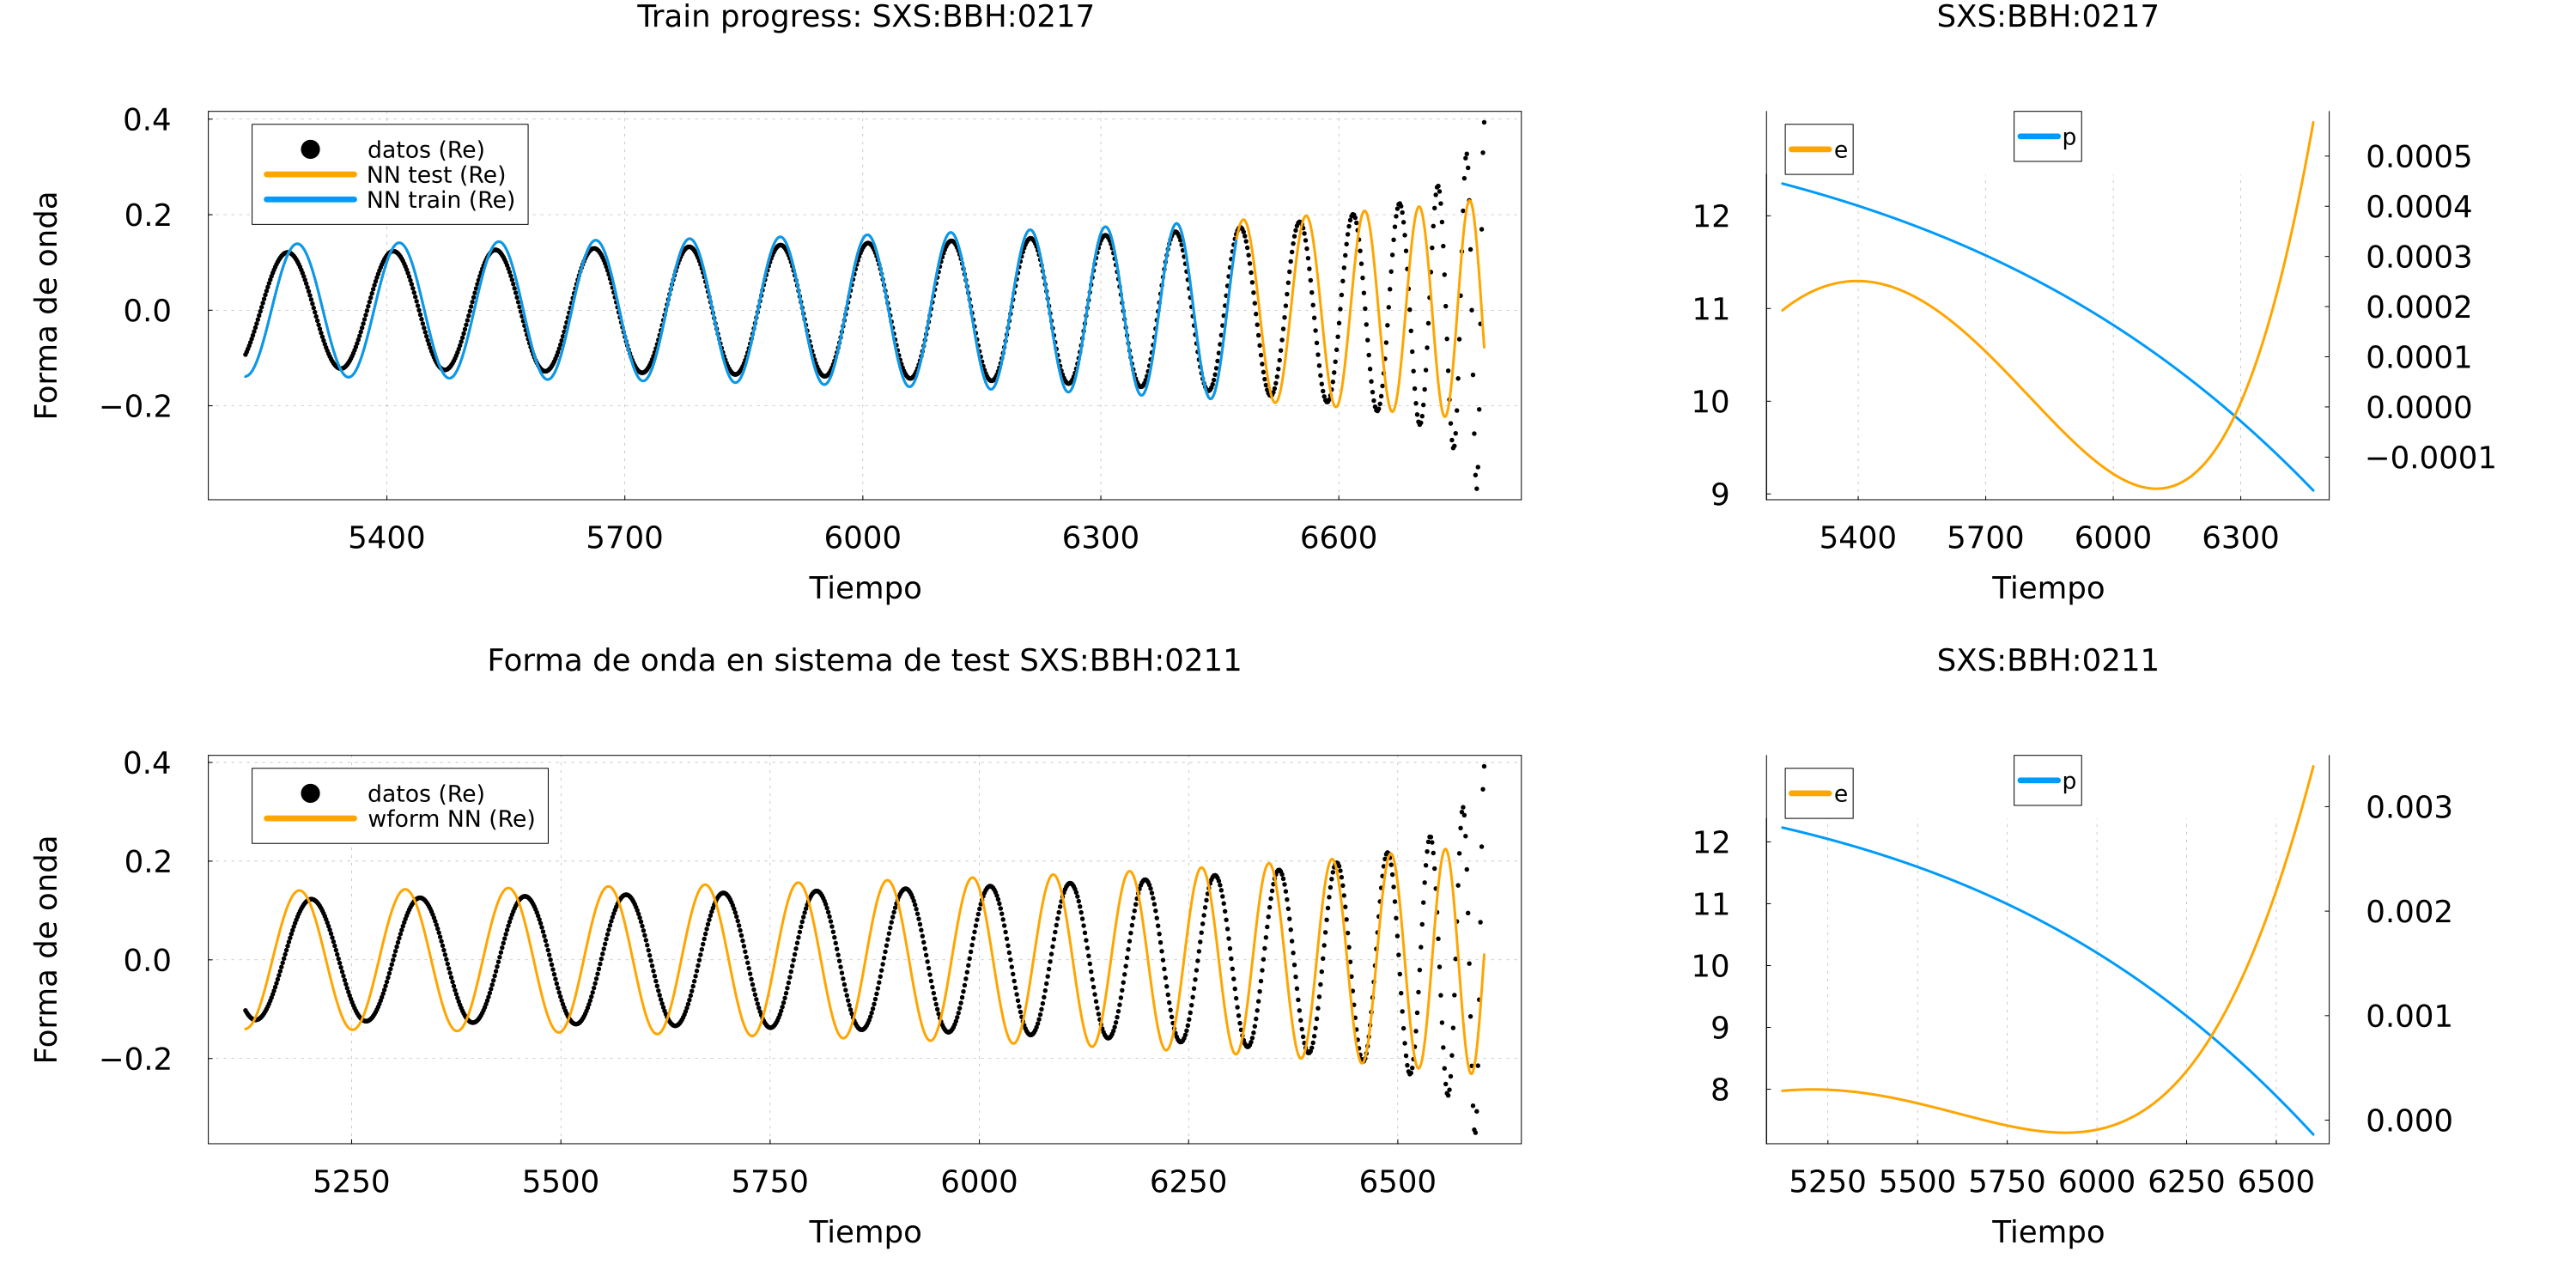 Train progress: SXS:BBH:0217
Forma de onda
0.4
0.2
0.0
−0.2
datos (Re)
NN test (Re)
NN train (Re)
5400 5700 6000 6300 6600
Tiempo
SXS:BBH:0217
e
p
12
11
10
9
0.0005
0.0004
0.0003
0.0002
0.0001
0.0000
−0.0001
5400 5700 6000 6300
Tiempo
Forma de onda en sistema de test SXS:BBH:0211
Forma de onda
0.4
0.2
0.0
−0.2
datos (Re)
wform NN (Re)
5250 5500 5750 6000 6250 6500
Tiempo
SXS:BBH:0211
e
p
12
11
10
9
8
0.003
0.002
0.001
0.000
5250 5500 5750 6000 6250 6500
Tiempo